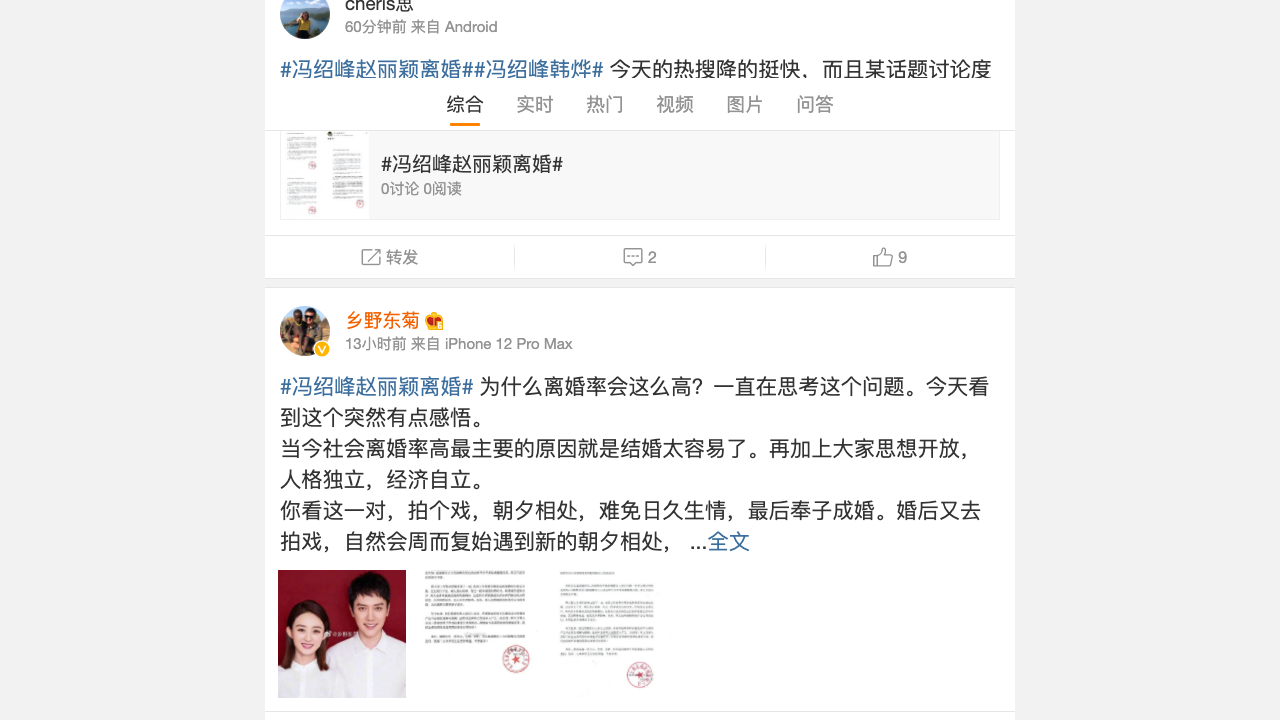 cheris思
60分钟前 来自 Android
#冯绍峰赵丽颖离婚##冯绍峰韩烨# 今天的热搜降的挺快，而且某话题讨论度
综合 实时 热门 视频 图片 问答
#冯绍峰赵丽颖离婚#
0讨论 0阅读
转发 2 9
乡野东菊
13小时前 来自 iPhone 12 Pro Max
#冯绍峰赵丽颖离婚# 为什么离婚率会这么高？一直在思考这个问题。今天看
到这个突然有点感悟。
当今社会离婚率高最主要的原因就是结婚太容易了。再加上大家思想开放，
人格独立，经济自立。
你看这一对，拍个戏，朝夕相处，难免日久生情，最后奉子成婚。婚后又去
拍戏，自然会周而复始遇到新的朝夕相处， ...全文